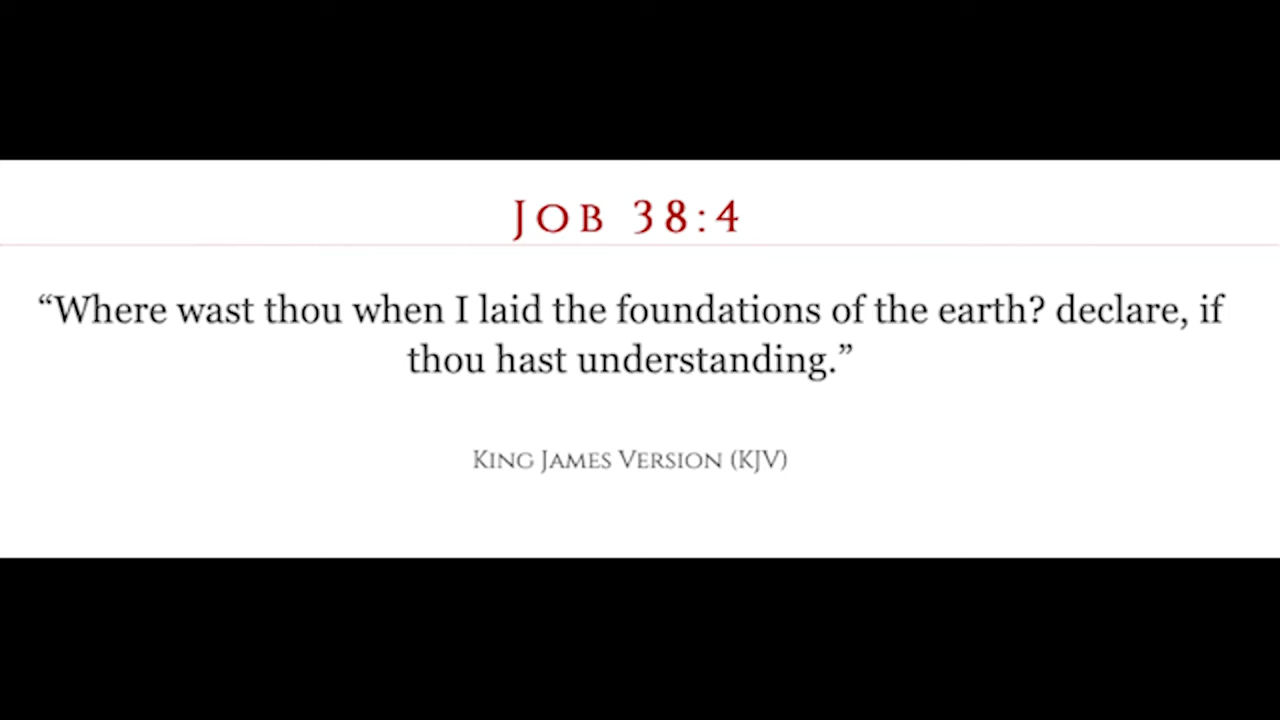 Job 38:4
“Where wast thou when I laid the foundations of the earth? declare, if
thou hast understanding.”
King James Version (KJV)